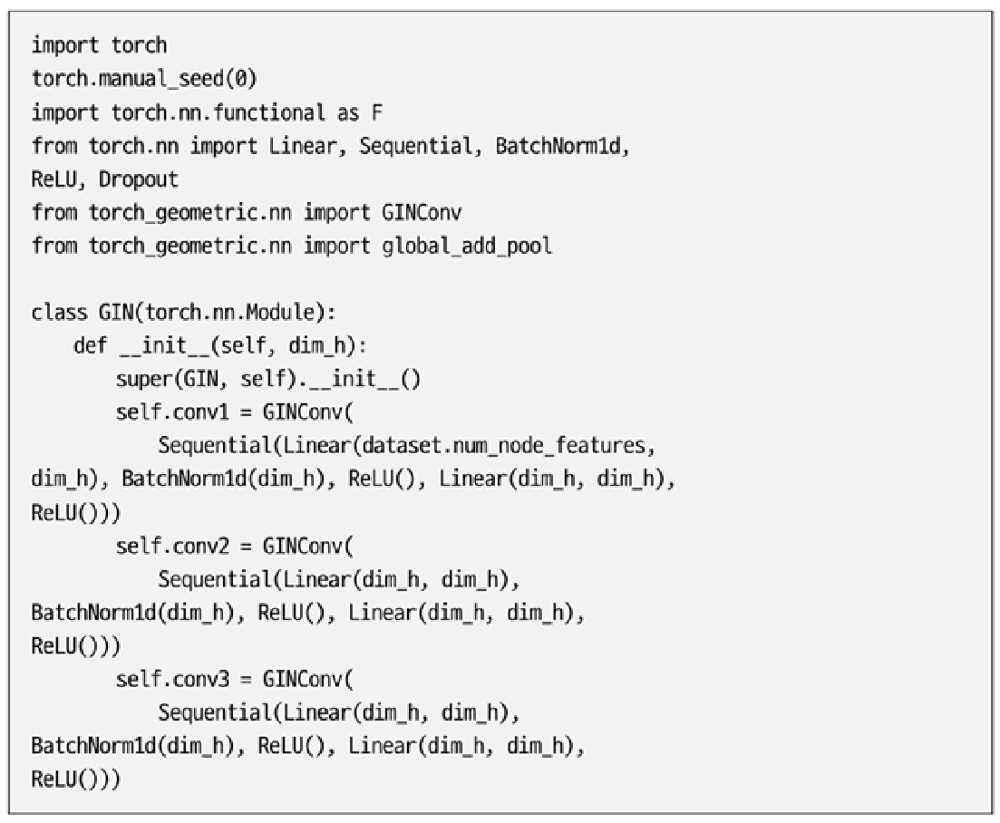 import torch
torch.manual_seed(0)
import torch.nn.functional as F
from torch.nn import Linear, Sequential, BatchNorm1d,
ReLU, Dropout
from torch_geometric.nn import GINConv
from torch_geometric.nn import global_add_pool

class GIN(torch.nn.Module):
    def __init__(self, dim_h):
        super(GIN, self).__init__()
        self.conv1 = GINConv(
            Sequential(Linear(dataset.num_node_features,
dim_h), BatchNorm1d(dim_h), ReLU(), Linear(dim_h, dim_h),
ReLU()))
        self.conv2 = GINConv(
            Sequential(Linear(dim_h, dim_h),
BatchNorm1d(dim_h), ReLU(), Linear(dim_h, dim_h),
ReLU()))
        self.conv3 = GINConv(
            Sequential(Linear(dim_h, dim_h),
BatchNorm1d(dim_h), ReLU(), Linear(dim_h, dim_h),
ReLU()))